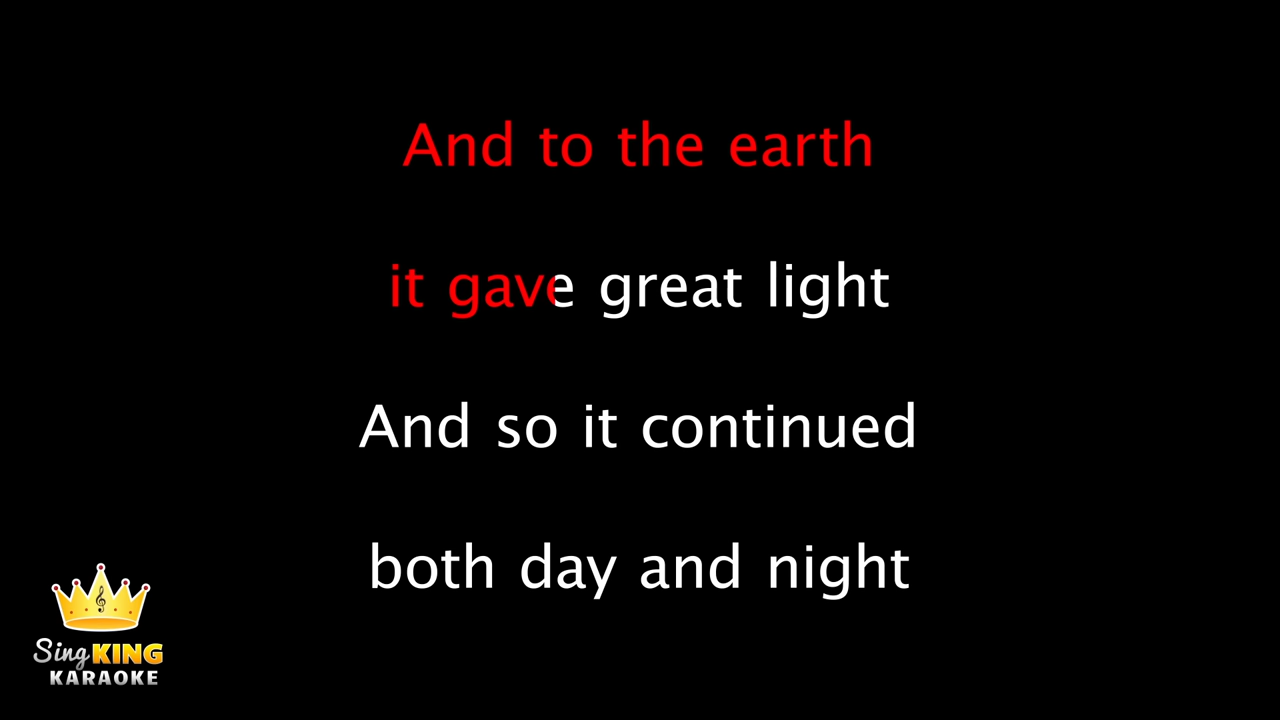 And to the earth
it gave great light
And so it continued
both day and night
Sing KING
KARAOKE